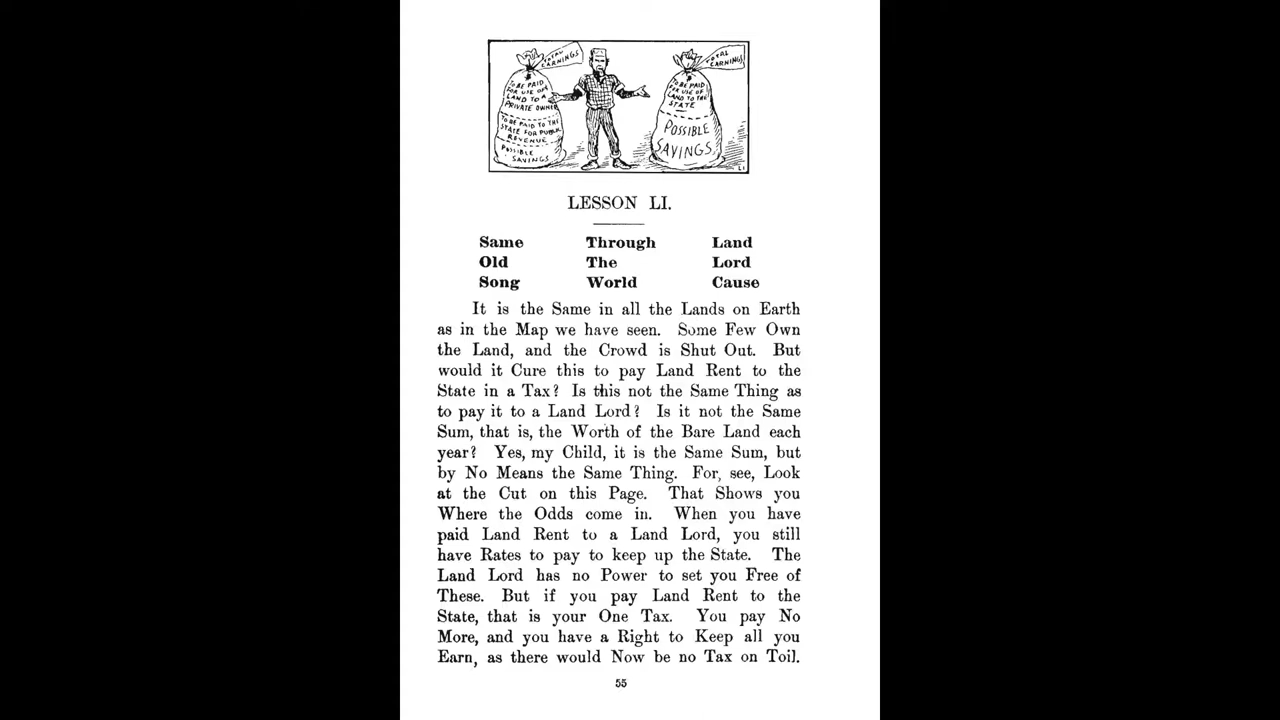 TOTAL EARNINGS
TO BE PAID
FOR USE OF
LAND TO A
PRIVATE OWNER
TO BE PAID TO THE
STATE FOR PUBLIC
REVENUE
POSSIBLE
SAVINGS
TOTAL EARNINGS
TO BE PAID
FOR USE OF
LAND TO THE
STATE
POSSIBLE
SAVINGS
LI
LESSON LI.
Same Through Land
Old The Lord
Song World Cause
It is the Same in all the Lands on Earth
as in the Map we have seen. Some Few Own
the Land, and the Crowd is Shut Out. But
would it Cure this to pay Land Rent to the
State in a Tax? Is this not the Same Thing as
to pay it to a Land Lord? Is it not the Same
Sum, that is, the Worth of the Bare Land each
year? Yes, my Child, it is the Same Sum, but
by No Means the Same Thing. For, see, Look
at the Cut on this Page. That Shows you
Where the Odds come in. When you have
paid Land Rent to a Land Lord, you still
have Rates to pay to keep up the State. The
Land Lord has no Power to set you Free of
These. But if you pay Land Rent to the
State, that is your One Tax. You pay No
More, and you have a Right to Keep all you
Earn, as there would Now be no Tax on Toil.
55